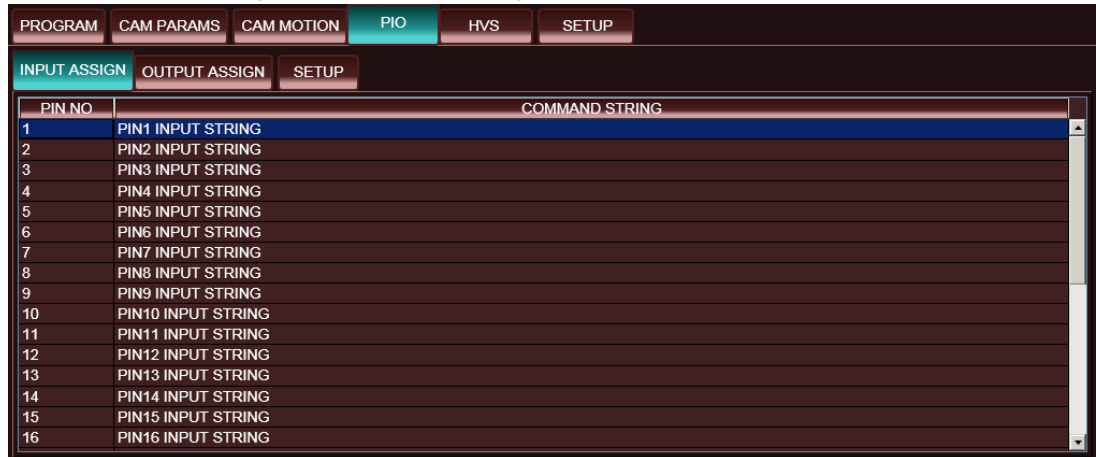 PROGRAM CAM PARAMS CAM MOTION PIO HVS SETUP
INPUT ASSIGN OUTPUT ASSIGN SETUP
PIN NO COMMAND STRING
1 PIN1 INPUT STRING
2 PIN2 INPUT STRING
3 PIN3 INPUT STRING
4 PIN4 INPUT STRING
5 PIN5 INPUT STRING
6 PIN6 INPUT STRING
7 PIN7 INPUT STRING
8 PIN8 INPUT STRING
9 PIN9 INPUT STRING
10 PIN10 INPUT STRING
11 PIN11 INPUT STRING
12 PIN12 INPUT STRING
13 PIN13 INPUT STRING
14 PIN14 INPUT STRING
15 PIN15 INPUT STRING
16 PIN16 INPUT STRING